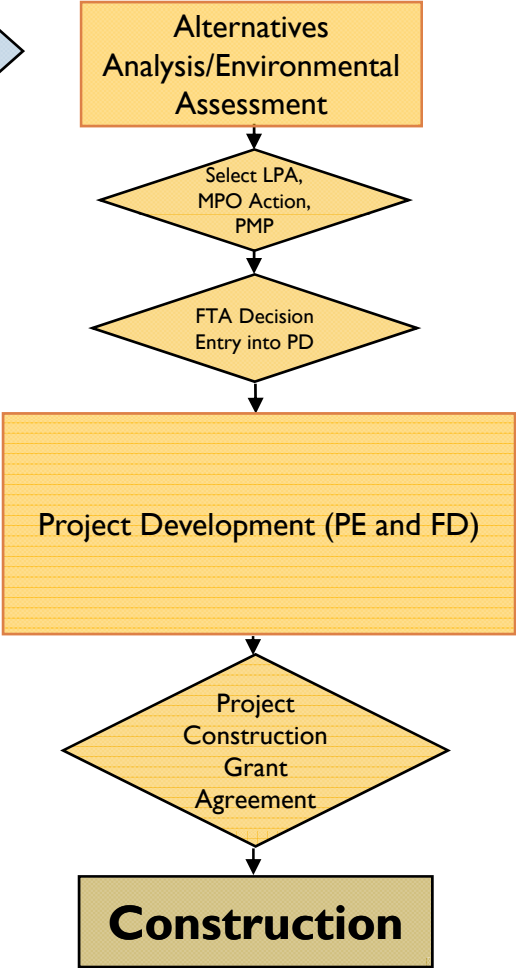 Alternatives
Analysis/Environmental
Assessment
Select LPA,
MPO Action,
PMP
FTA Decision
Entry into PD
Project Development (PE and FD)
Project
Construction
Grant
Agreement
Construction